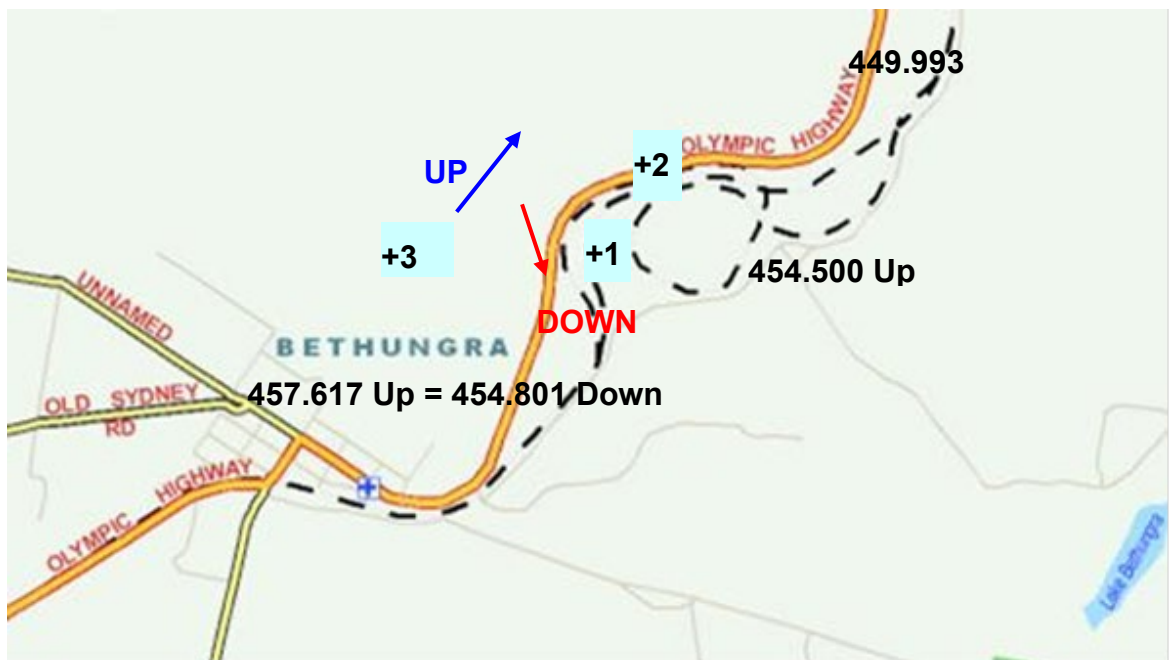 449.993
OLYMPIC HIGHWAY
+2
UP
+3
+1
454.500 Up
UNNAMED
DOWN
BETHUNGRA
457.617 Up = 454.801 Down
OLD SYDNEY
RD
OLYMPIC HIGHWAY
Lake Bethungra